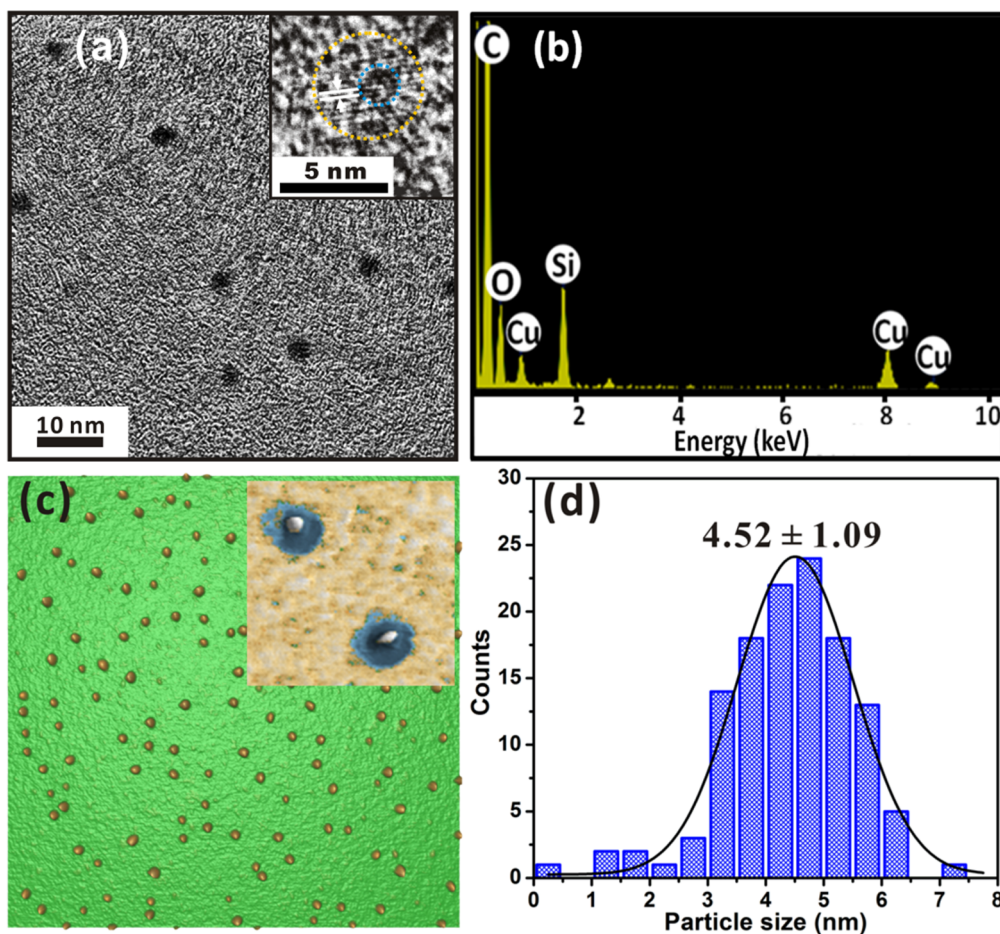 (a)
5 nm
10 nm
(b)
C
O
Cu
Si
Cu
Cu
2 4 6 8 10
Energy (keV)
(c)
(d)
4.52 ± 1.09
30
25
20
15
10
5
0
Counts
0 1 2 3 4 5 6 7 8
Particle size (nm)